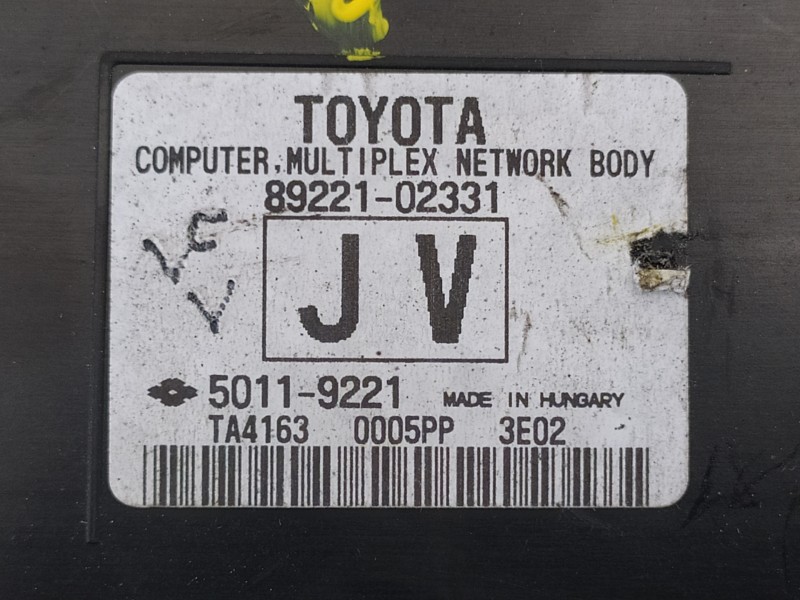 TOYOTA
COMPUTER, MULTIPLEX NETWORK BODY
89221-02331
JV
5011-9221 MADE IN HUNGARY
TA4163 0005PP 3E02